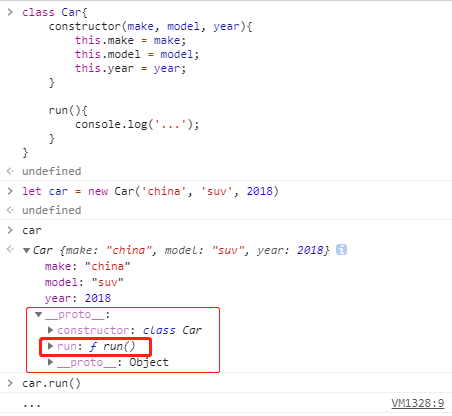 class Car{
constructor(make, model, year){
this.make = make;
this.model = model;
this.year = year;
}
run(){
console.log('...');
}
}
undefined
let car = new Car('china', 'suv', 2018)
undefined
car
Car {make: "china", model: "suv", year: 2018} i
make: "china"
model: "suv"
year: 2018
__proto__:
constructor: class Car
run: ƒ run()
__proto__: Object
car.run()
... VM1328:9